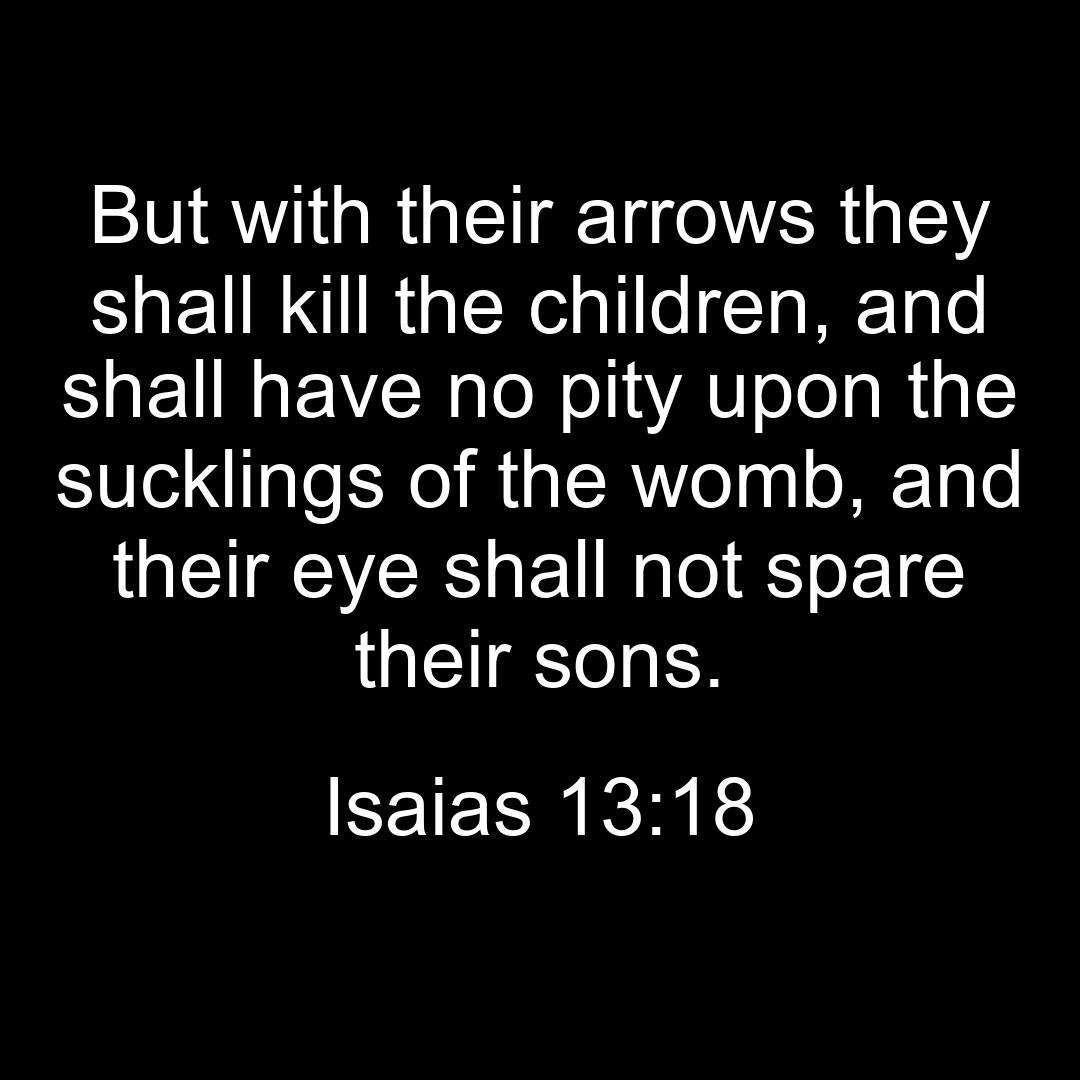 But with their arrows they
shall kill the children, and
shall have no pity upon the
sucklings of the womb, and
their eye shall not spare
their sons.
Isaias 13:18